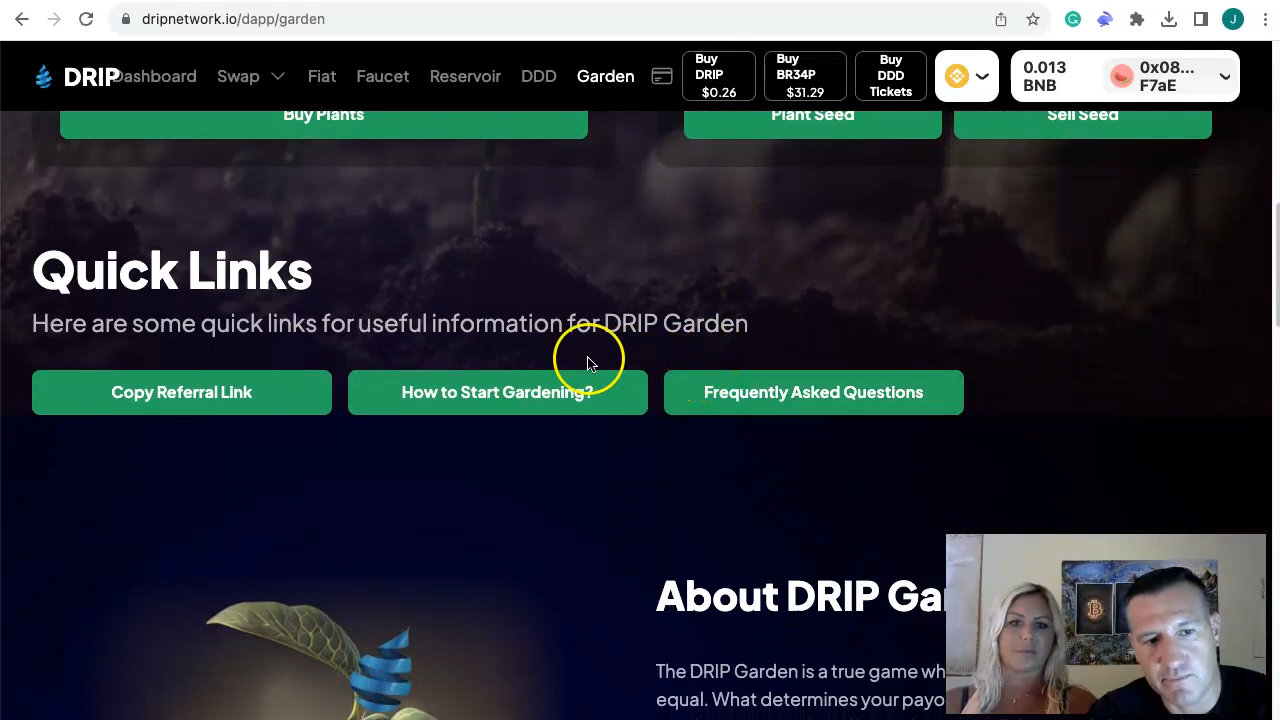 dripnetwork.io/dapp/garden
J
DRIP Dashboard Swap Fiat Faucet Reservoir DDD Garden
Buy DRIP $0.26
Buy BR34P $31.29
Buy DDD Tickets
0.013 BNB
0x08... F7aE
Buy Plants
Plant Seed
Sell Seed
Quick Links
Here are some quick links for useful information for DRIP Garden
Copy Referral Link
How to Start Gardening?
Frequently Asked Questions
About DRIP
The DRIP Garden is a true game
equal. What determines your